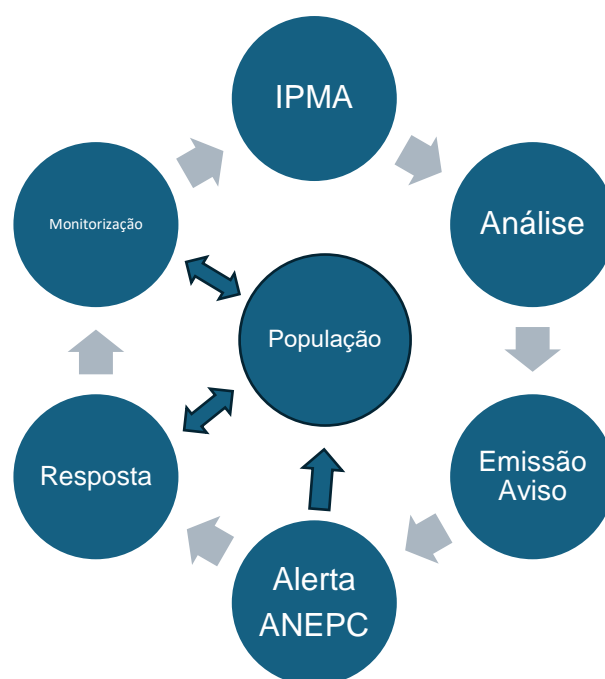 IPMA
Análise
Emissão
Aviso
Alerta
ANEPC
Resposta
Monitorização
População